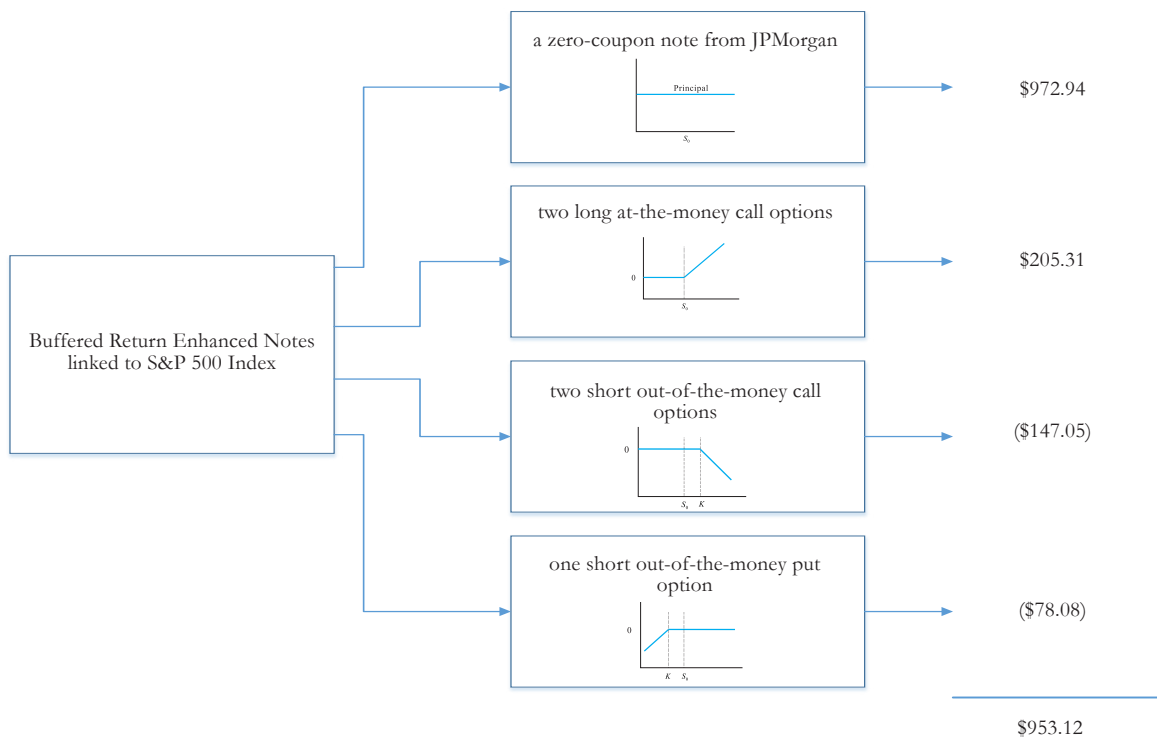 a zero-coupon note from JPMorgan
Principal
S₀
$972.94
two long at-the-money call options
0
S₀
$205.31
Buffered Return Enhanced Notes
linked to S&P 500 Index
two short out-of-the-money call
options
0
S₀ K
($147.05)
one short out-of-the-money put
option
0
K S₀
($78.08)
$953.12